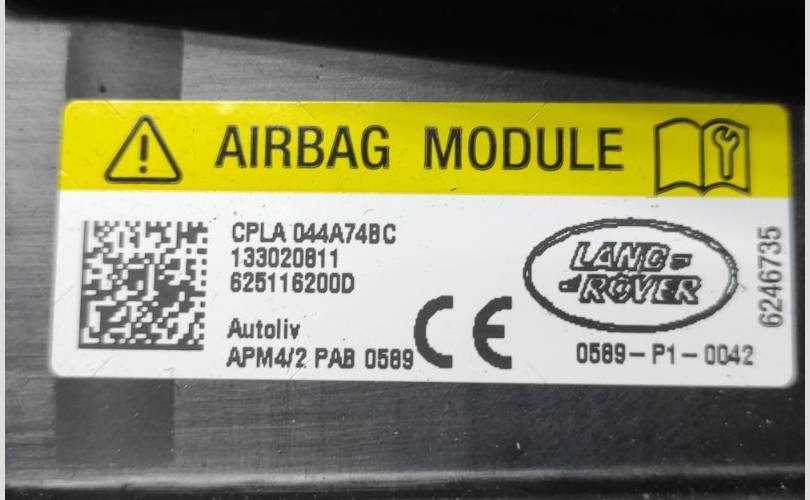 AIRBAG MODULE
CPLA 044A74BC
133020811
625116200D
Autoliv
APM4/2 PAB 0589
CE
LAND
ROVER
0589-P1-0042
6246735